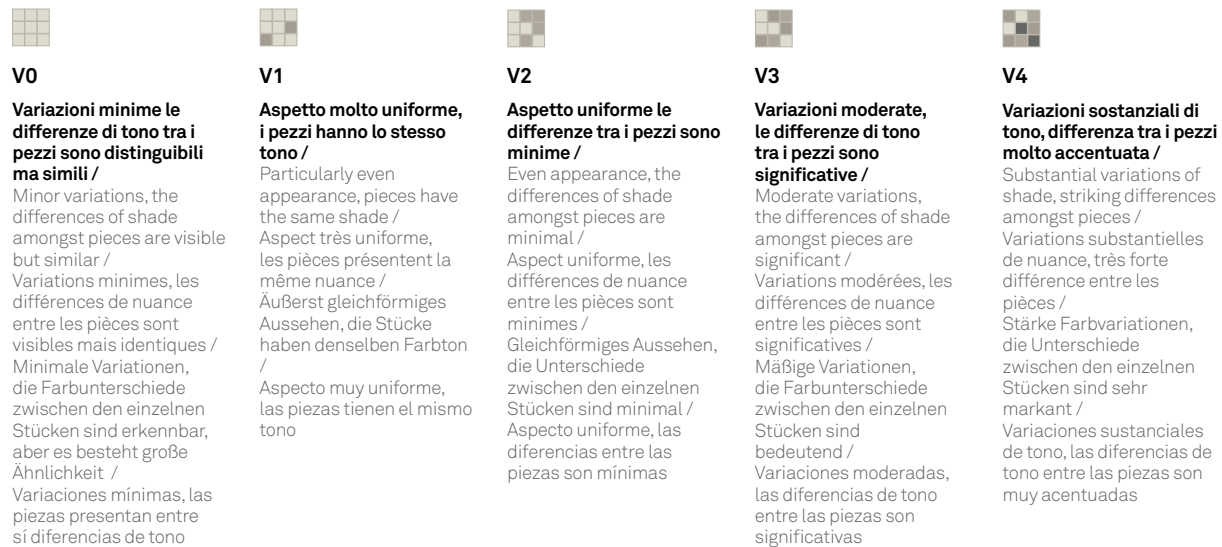 V0
Variazioni minime le
differenze di tono tra i
pezzi sono distinguibili
ma simili /
Minor variations, the
differences of shade
amongst pieces are visible
but similar /
Variations minimes, les
différences de nuance
entre les pièces sont
visibles mais identiques /
Minimale Variationen,
die Farbunterschiede
zwischen den einzelnen
Stücken sind erkennbar,
aber es besteht große
Ähnlichkeit /
Variaciones mínimas, las
piezas presentan entre
sí diferencias de tono
V1
Aspetto molto uniforme,
i pezzi hanno lo stesso
tono /
Particularly even
appearance, pieces have
the same shade /
Aspect très uniforme,
les pièces présentent la
même nuance /
Äußerst gleichförmiges
Aussehen, die Stücke
haben denselben Farbton
/
Aspecto muy uniforme,
las piezas tienen el mismo
tono
V2
Aspetto uniforme le
differenze tra i pezzi sono
minime /
Even appearance, the
differences of shade
amongst pieces are
minimal /
Aspect uniforme, les
différences de nuance
entre les pièces sont
minimes /
Gleichförmiges Aussehen,
die Unterschiede
zwischen den einzelnen
Stücken sind minimal /
Aspecto uniforme, las
diferencias entre las
piezas son mínimas
V3
Variazioni moderate,
le differenze di tono
tra i pezzi sono
significative /
Moderate variations,
the differences of shade
amongst pieces are
significant /
Variations modérées, les
différences de nuance
entre les pièces sont
significatives /
Mäßige Variationen,
die Farbunterschiede
zwischen den einzelnen
Stücken sind
bedeutend /
Variaciones moderadas,
las diferencias de tono
entre las piezas son
significativas
V4
Variazioni sostanziali di
tono, differenza tra i pezzi
molto accentuata /
Substantial variations of
shade, striking differences
amongst pieces /
Variations substantielles
de nuance, très forte
différence entre les
pièces /
Stärke Farbvariationen,
die Unterschiede
zwischen den einzelnen
Stücken sind sehr
markant /
Variaciones sustanciales
de tono, las diferencias de
tono entre las piezas son
muy acentuadas